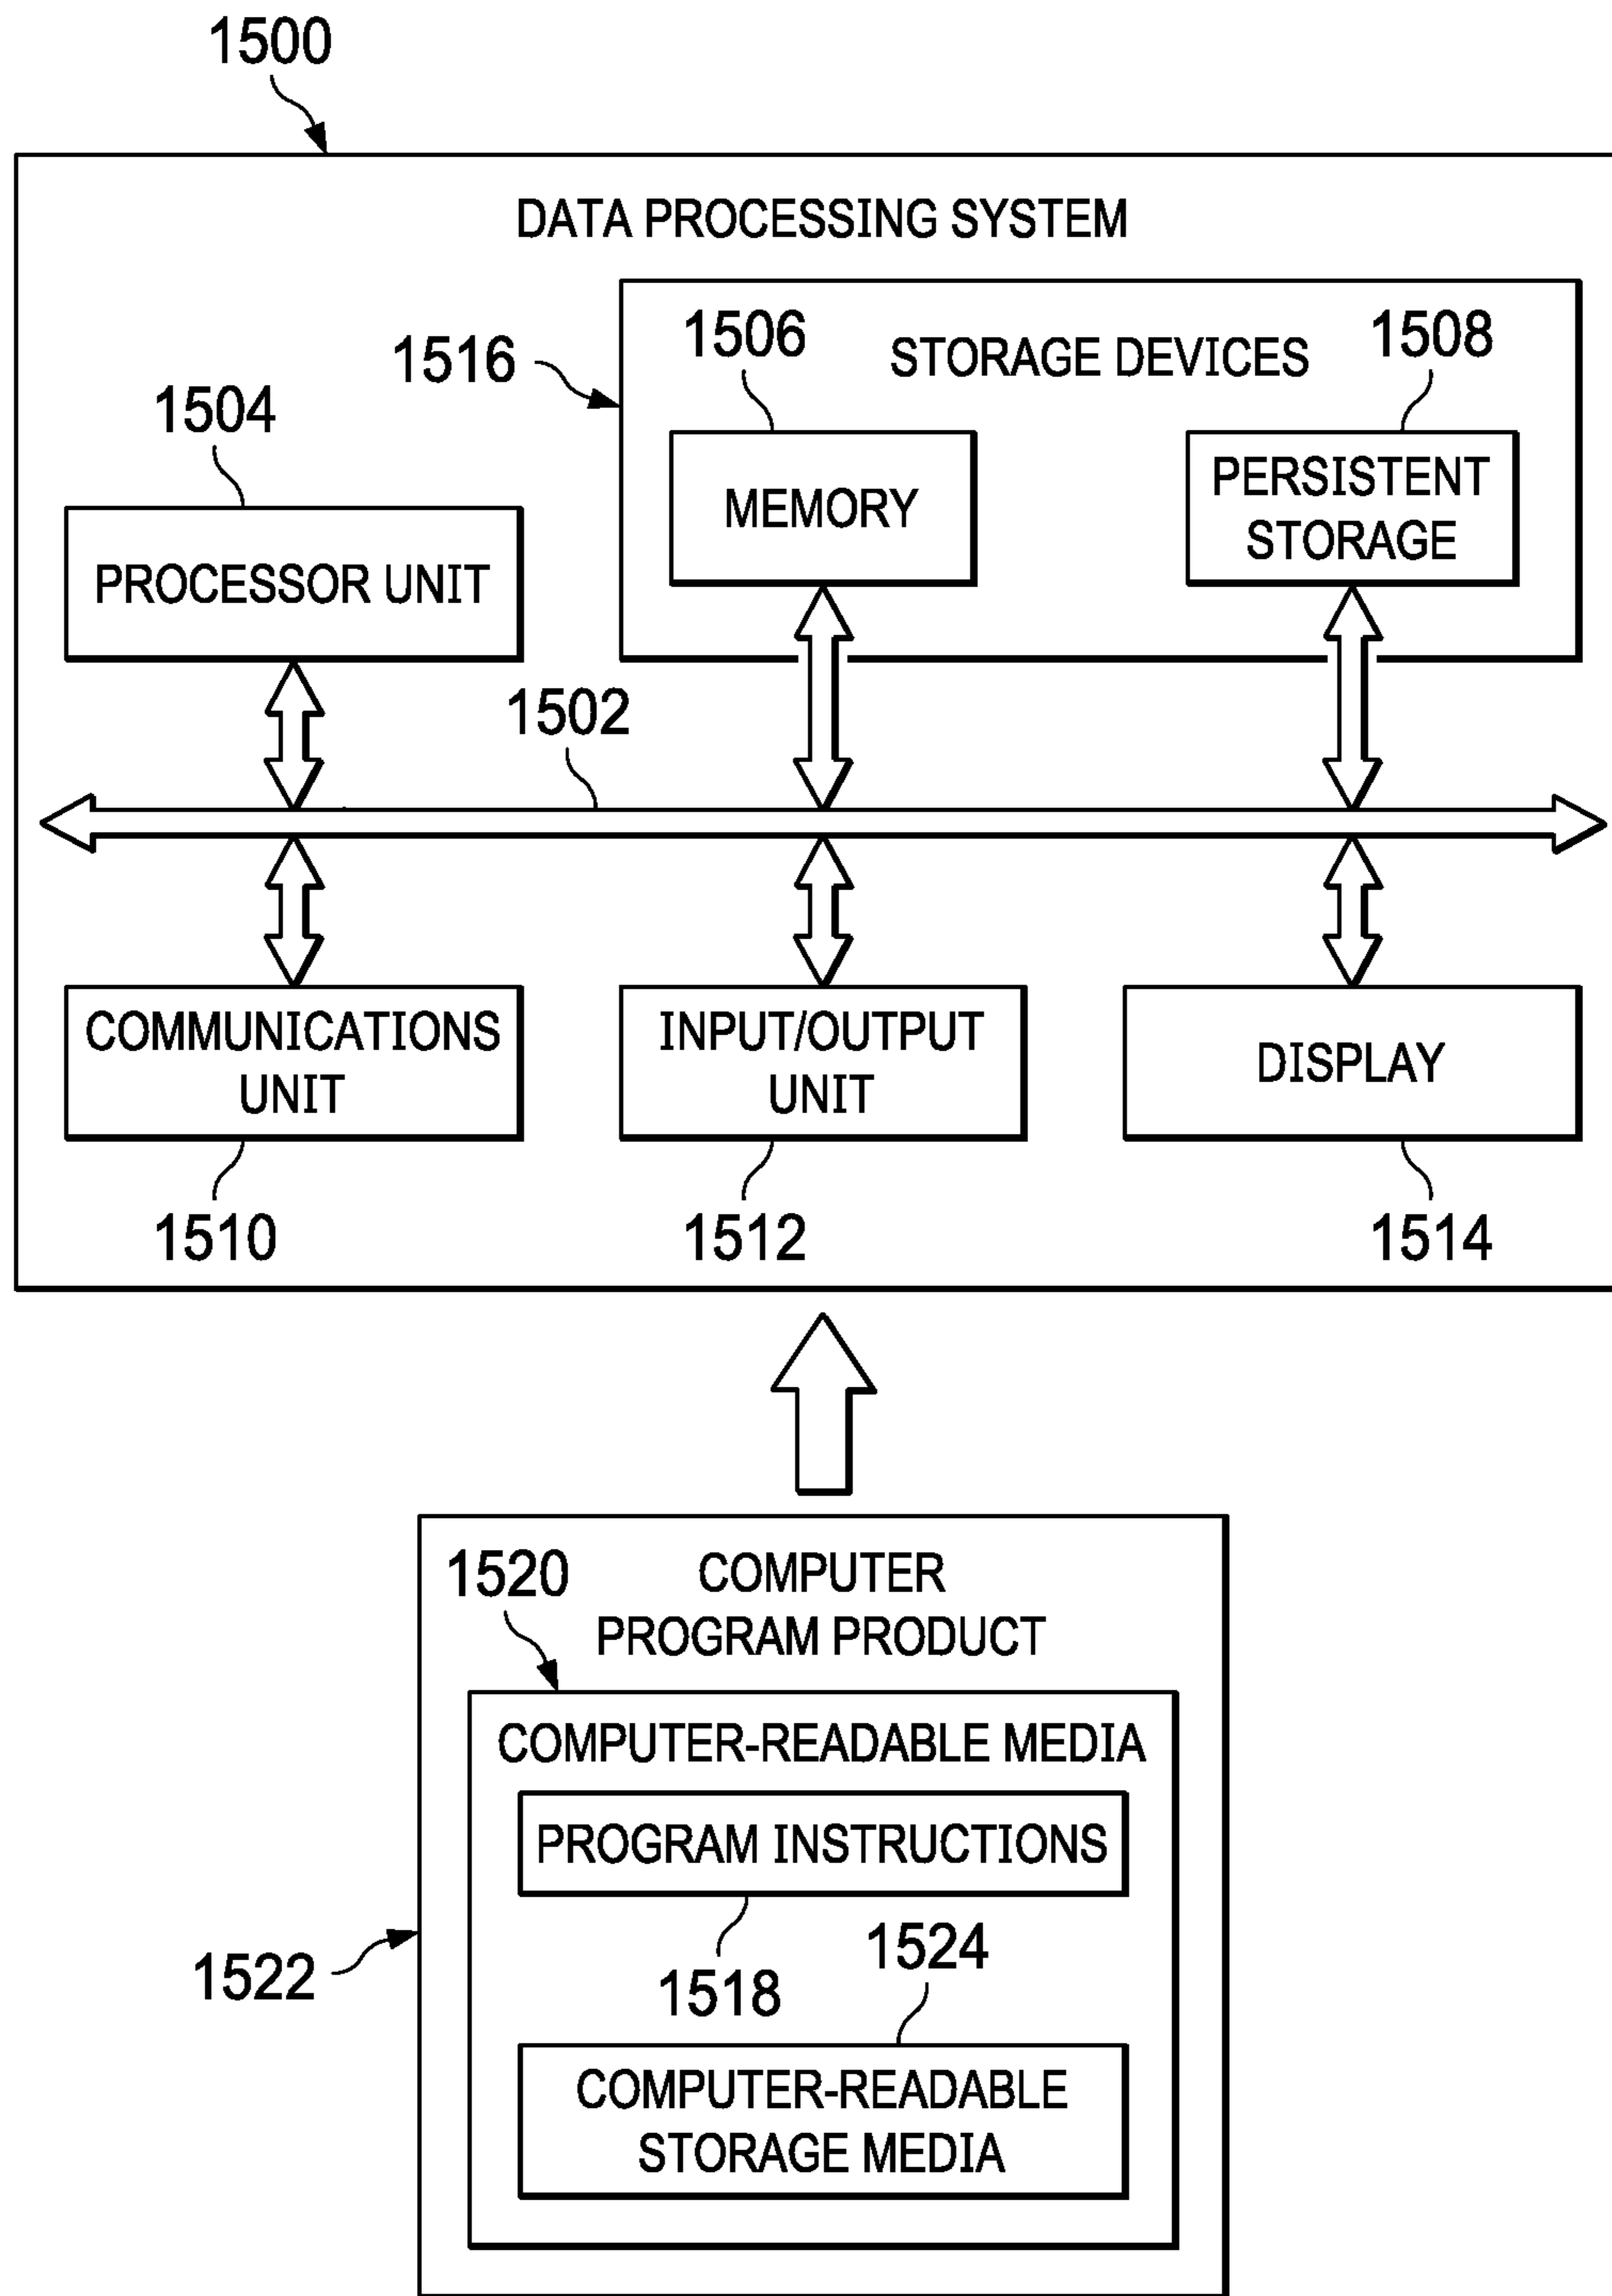 1500
DATA PROCESSING SYSTEM
1516
1506
STORAGE DEVICES
1508
1504
MEMORY
PERSISTENT
STORAGE
PROCESSOR UNIT
1502
COMMUNICATIONS
UNIT
INPUT/OUTPUT
UNIT
DISPLAY
1510
1512
1514
1520
COMPUTER
PROGRAM PRODUCT
COMPUTER-READABLE MEDIA
PROGRAM INSTRUCTIONS
1522
1518
1524
COMPUTER-READABLE
STORAGE MEDIA